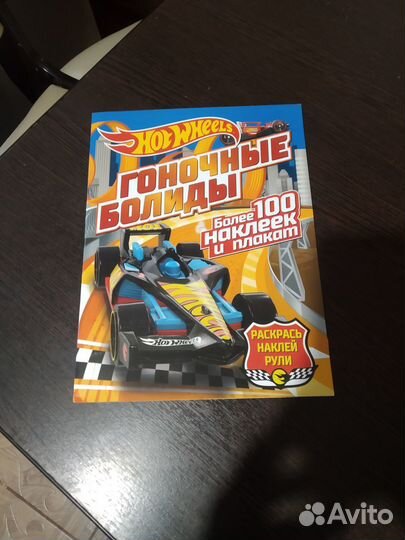 HOT WHEELS
ГОНОЧНЫЕ
БОЛИДЫ
Более 100
наклеек
и плакат
HOT WHEELS
РАСКРАСЬ
НАКЛЕЙ
РУЛИ
Avito